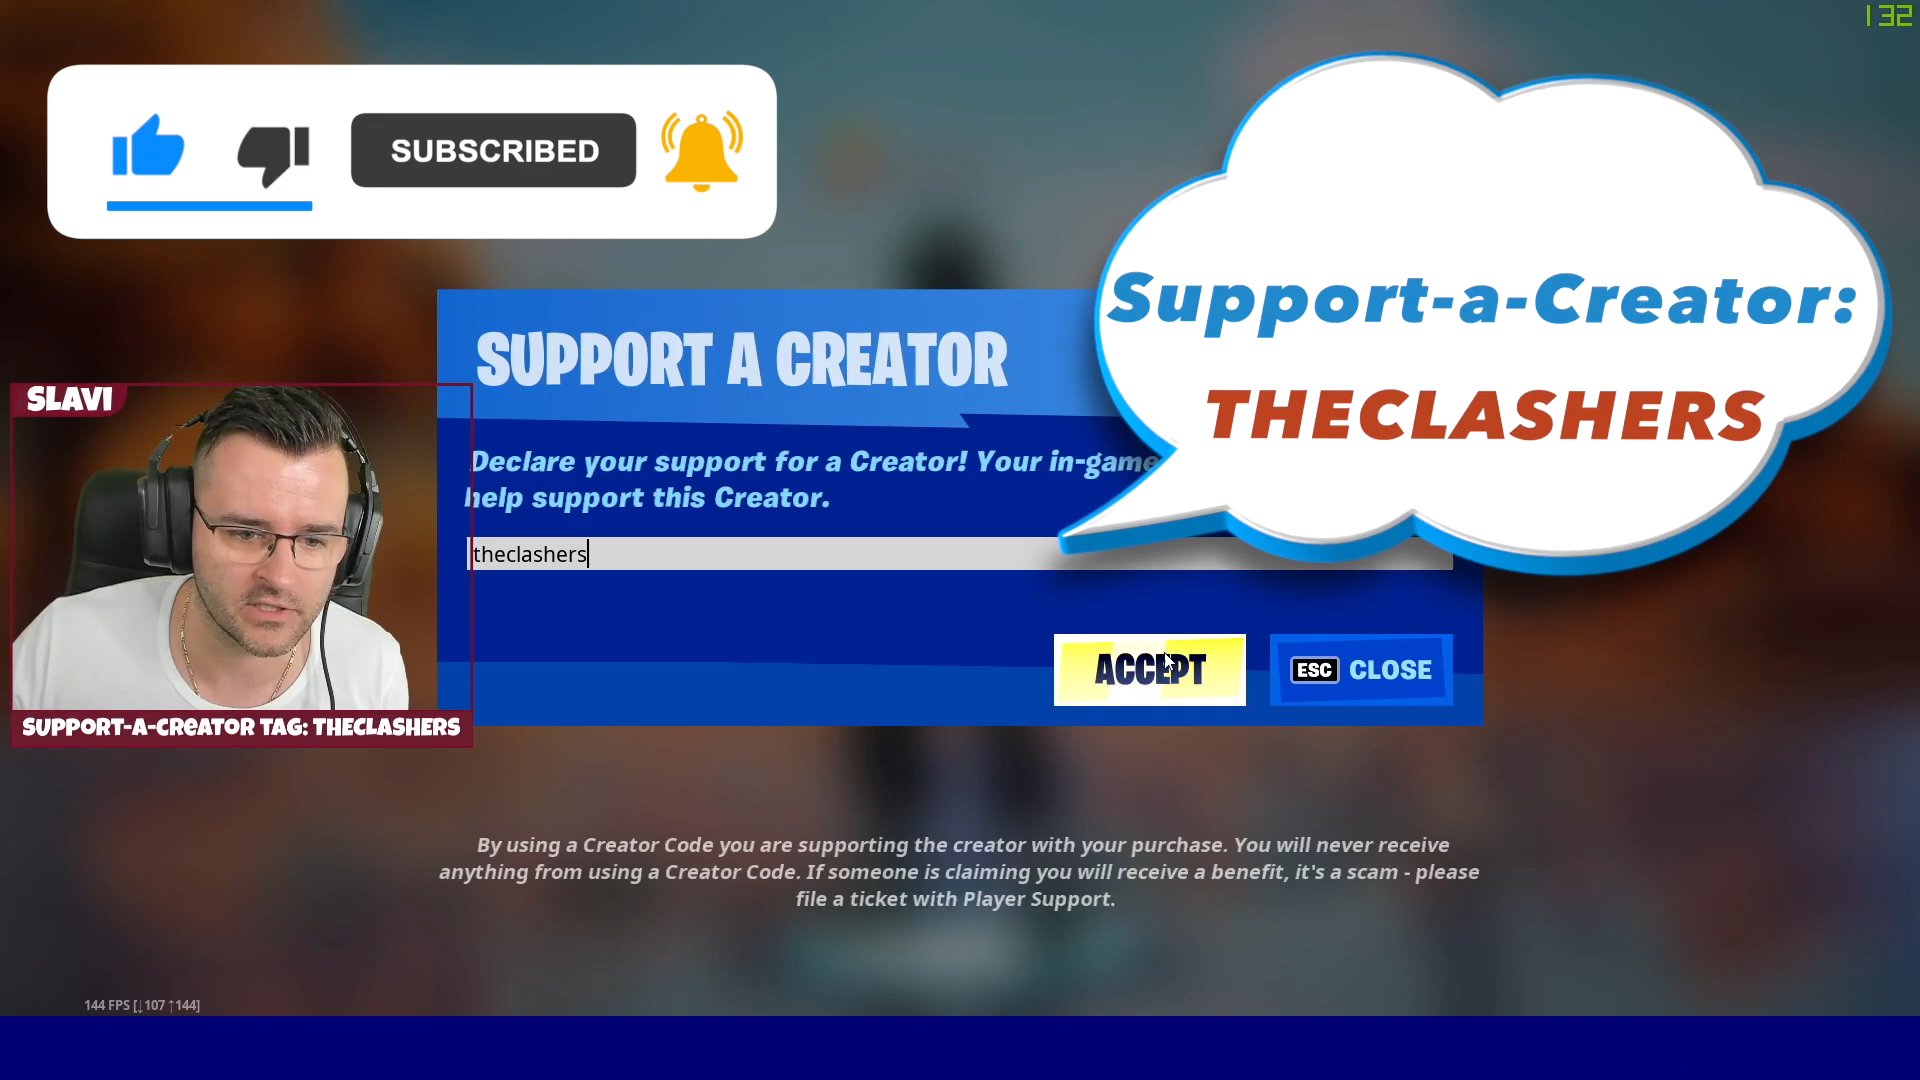 132
SUBSCRIBED
Support-a-Creator:
THECLASHERS
SUPPORT A CREATOR
SLAVI
Declare your support for a Creator! Your in-game
help support this Creator.
theclashers
ACCEPT
ESC CLOSE
SUPPORT-A-CREATOR TAG: THECLASHERS
By using a Creator Code you are supporting the creator with your purchase. You will never receive
anything from using a Creator Code. If someone is claiming you will receive a benefit, it's a scam - please
file a ticket with Player Support.
144 FPS [↓107 ↑144]